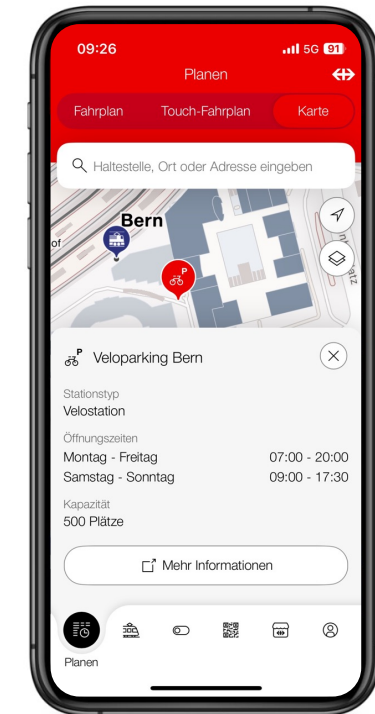 09:26
5G 91
Planen
Fahrplan Touch-Fahrplan Karte
Haltestelle, Ort oder Adresse eingeben
Bern
of
P
P Veloparking Bern
Stationstyp
Velostation
Öffnungszeiten
Montag - Freitag 07:00 - 20:00
Samstag - Sonntag 09:00 - 17:30
Kapazität
500 Plätze
Mehr Informationen
Planen